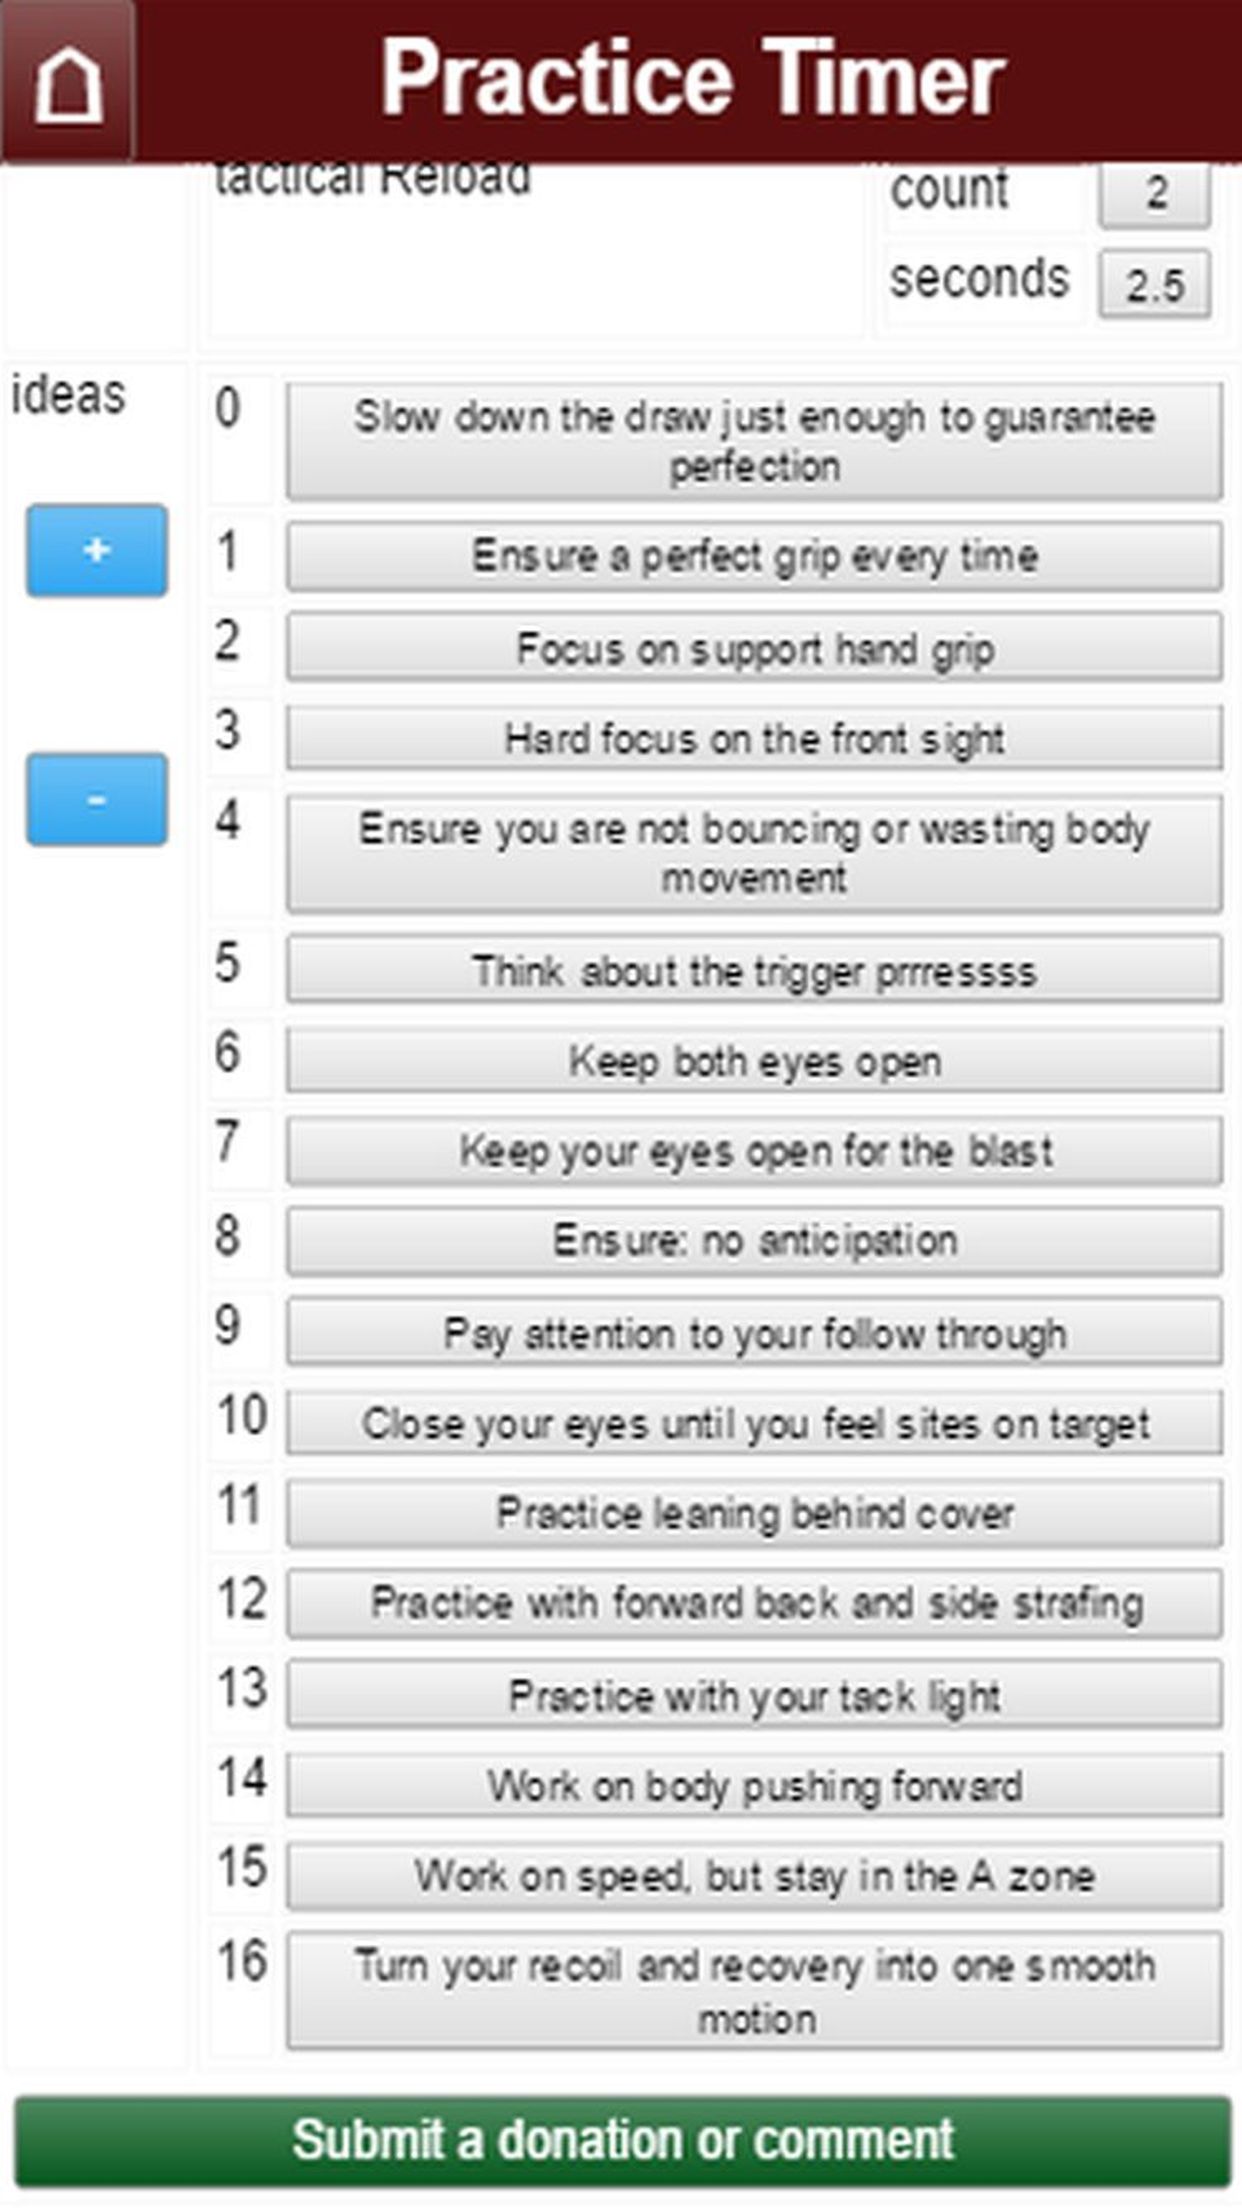 Practice Timer
tactical Reload
count
2
seconds
2.5
ideas
+
-
0
Slow down the draw just enough to guarantee
perfection
1
Ensure a perfect grip every time
2
Focus on support hand grip
3
Hard focus on the front sight
4
Ensure you are not bouncing or wasting body
movement
5
Think about the trigger prrressss
6
Keep both eyes open
7
Keep your eyes open for the blast
8
Ensure: no anticipation
9
Pay attention to your follow through
10
Close your eyes until you feel sites on target
11
Practice leaning behind cover
12
Practice with forward back and side strafing
13
Practice with your tack light
14
Work on body pushing forward
15
Work on speed, but stay in the A zone
16
Turn your recoil and recovery into one smooth
motion
Submit a donation or comment